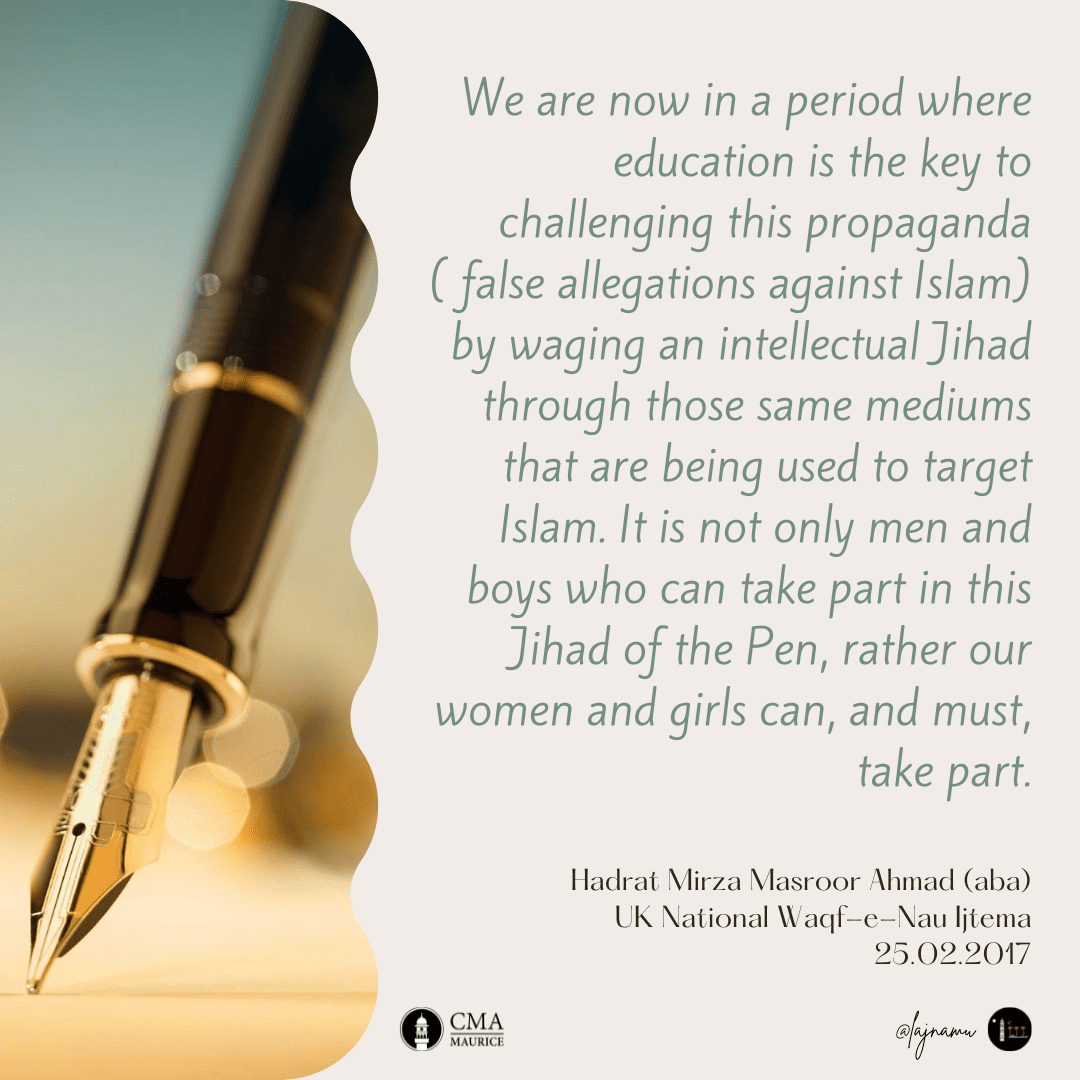 We are now in a period where
education is the key to
challenging this propaganda
( false allegations against Islam)
by waging an intellectual Jihad
through those same mediums
that are being used to target
Islam. It is not only men and
boys who can take part in this
Jihad of the Pen, rather our
women and girls can, and must,
take part.
Hadrat Mirza Masroor Ahmad (aba)
UK National Waqf-e-Nau Ijtema
25.02.2017
CMA
MAURICE
@lajnamu